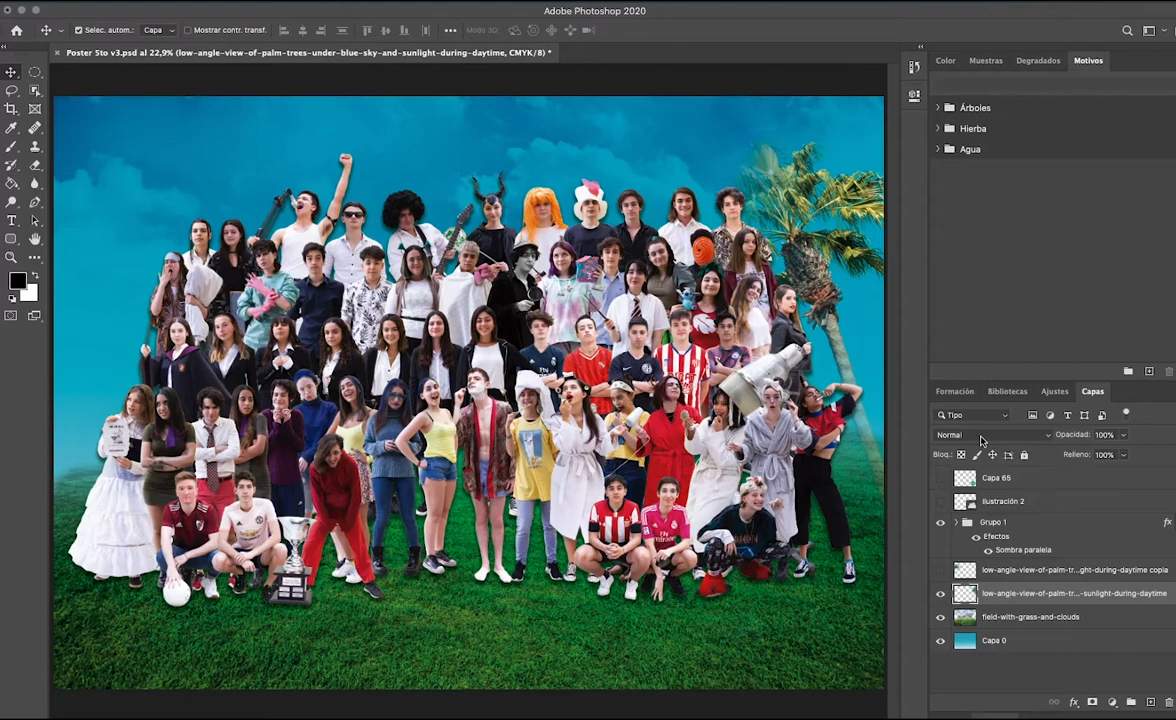 Adobe Photoshop 2020
Selec. autom.: Capa Mostrar contr. transf. Modo 3D:
Poster 5to v3.psd al 22,9% (low-angle-view-of-palm-trees-under-blue-sky-and-sunlight-during-daytime, CMYK/8) *
Color Muestras Degradados Motivos
Árboles
Hierba
Agua
Formación Bibliotecas Ajustes Capas
Tipo
Normal Opacidad: 100%
Bloq.: Relleno: 100%
Capa 65
Ilustración 2
Grupo 1 fx
Efectos
Sombra paralela
low-angle-view-of-palm-tr...ght-during-daytime copia
low-angle-view-of-palm-tr...-sunlight-during-daytime
field-with-grass-and-clouds
Capa 0
fx